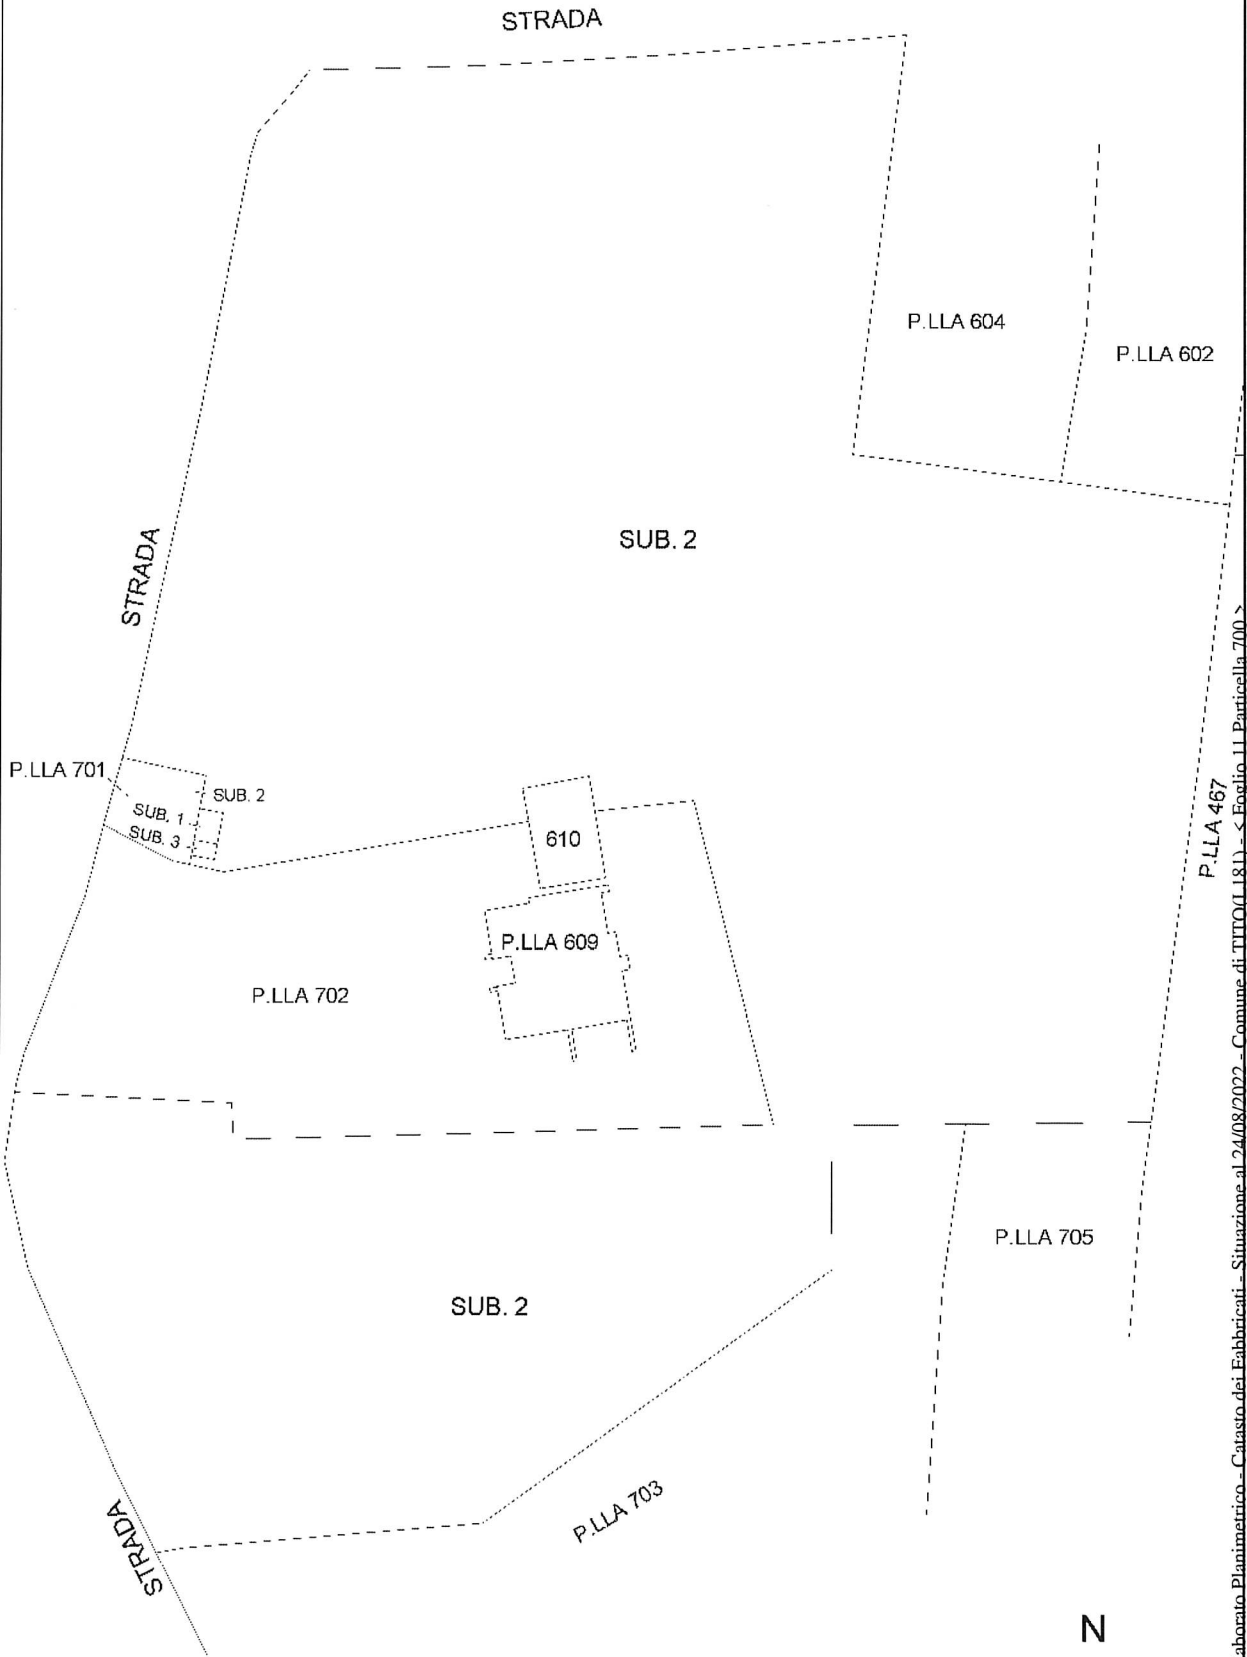 STRADA
P.LLA 604
P.LLA 602
STRADA
SUB. 2
P.LLA 701
SUB. 2
SUB. 1
SUB. 3
610
P.LLA 467
P.LLA 609
P.LLA 702
P.LLA 705
SUB. 2
P.LLA 703
STRADA
N
aborato Planimetrico - Catasto dei Fabbricati - Situazione al 24/08/2022 - Comune di TITO(L181) - < Foglio 11 Particella 700 >